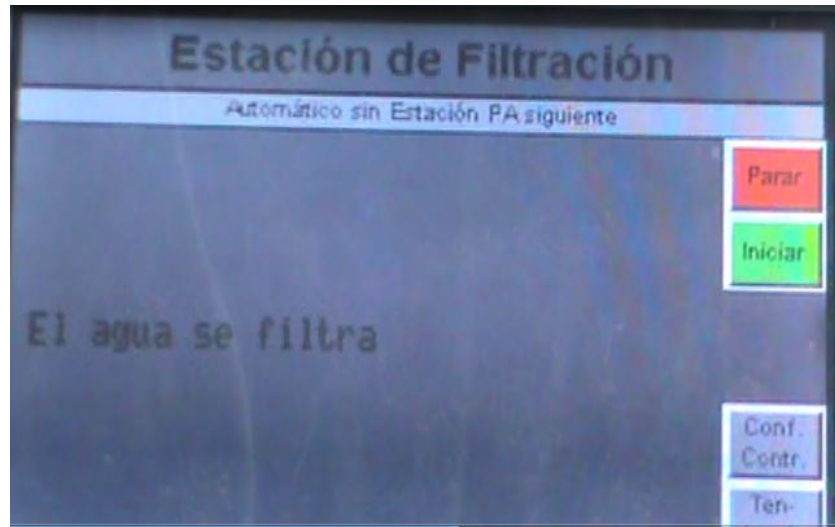 Estación de Filtración
Automático sin Estación PA siguiente
Parar
Iniciar
El agua se filtra
Conf.
Contr.
Ten-